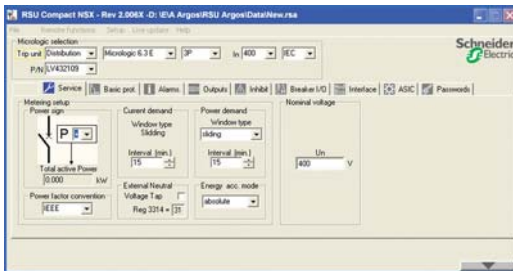 RSU Compact NSX - Rev 2.006X -D: \E\A Argos\RSU Argos\Data\New.rsa
File Remote functions Setup Live update Help
Micrologic selection
Trip unit Distribution Micrologic 6.3 E 3P In 400 IEC
P/N LV432109
Schneider
Electric
Service Basic prot. Alarms Outputs Inhibit Breaker I/O Interface ASIC Passwords
Metering setup
Power sign
P
Total active Power
0.000 kW
Power factor convention
IEEE
Current demand
Window type
Slidding
Interval (min.)
15
External Neutral
Voltage Tap
Reg 3314 = 31
Power demand
Window type
sliding
Interval (min.)
15
Energy acc. mode
absolute
Nominal voltage
Un
400 V